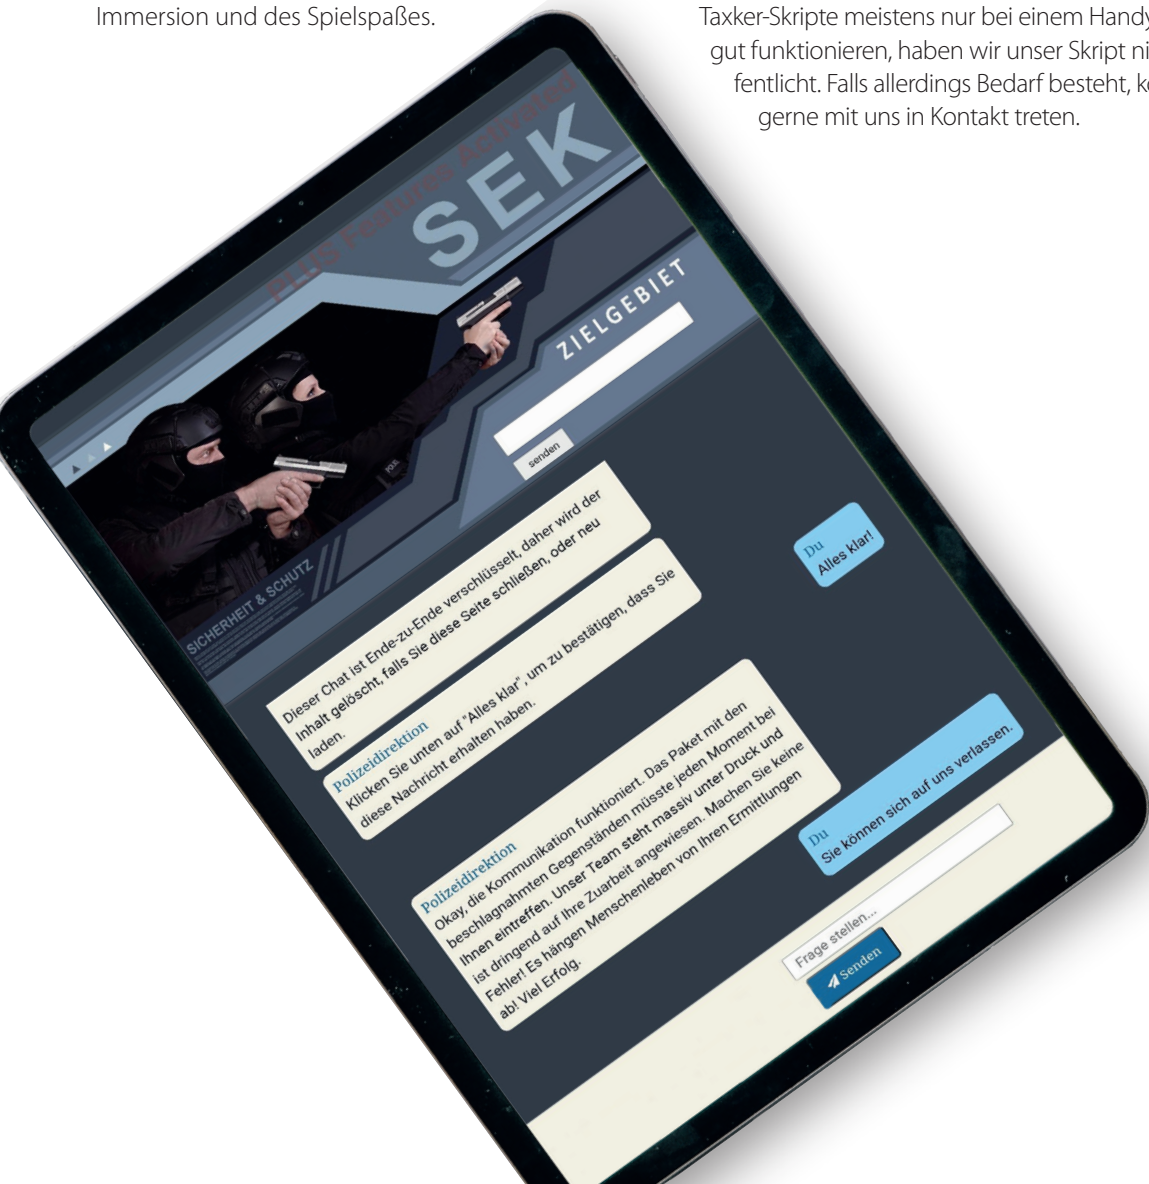 Immersion und des Spielspaßes.
Taxker-Skripte meistens nur bei einem Handy
gut funktionieren, haben wir unser Skript
fentlicht. Falls allerdings Bedarf besteht,
gerne mit uns in Kontakt treten.
PLUS Features Activated
SEK
ZIELGEBIET
senden
POLIZEI
SICHERHEIT & SCHUTZ
Dieser Chat ist Ende-zu-Ende verschlüsselt, daher wird der
Inhalt gelöscht, falls Sie diese Seite schließen, oder neu
laden.
Polizeidirektion
Klicken Sie unten auf "Alles klar", um zu bestätigen, dass Sie
diese Nachricht erhalten haben.
Du
Alles klar!
Polizeidirektion
Okay, die Kommunikation funktioniert. Das Paket mit den
beschlagnahmten Gegenständen müsste jeden Moment bei
Ihnen eintreffen. Unser Team steht massiv unter Druck und
ist dringend auf Ihre Zuarbeit angewiesen. Machen Sie keine
Fehler! Es hängen Menschenleben von Ihren Ermittlungen
ab! Viel Erfolg.
Du
Sie können sich auf uns verlassen.
Frage stellen...
Senden